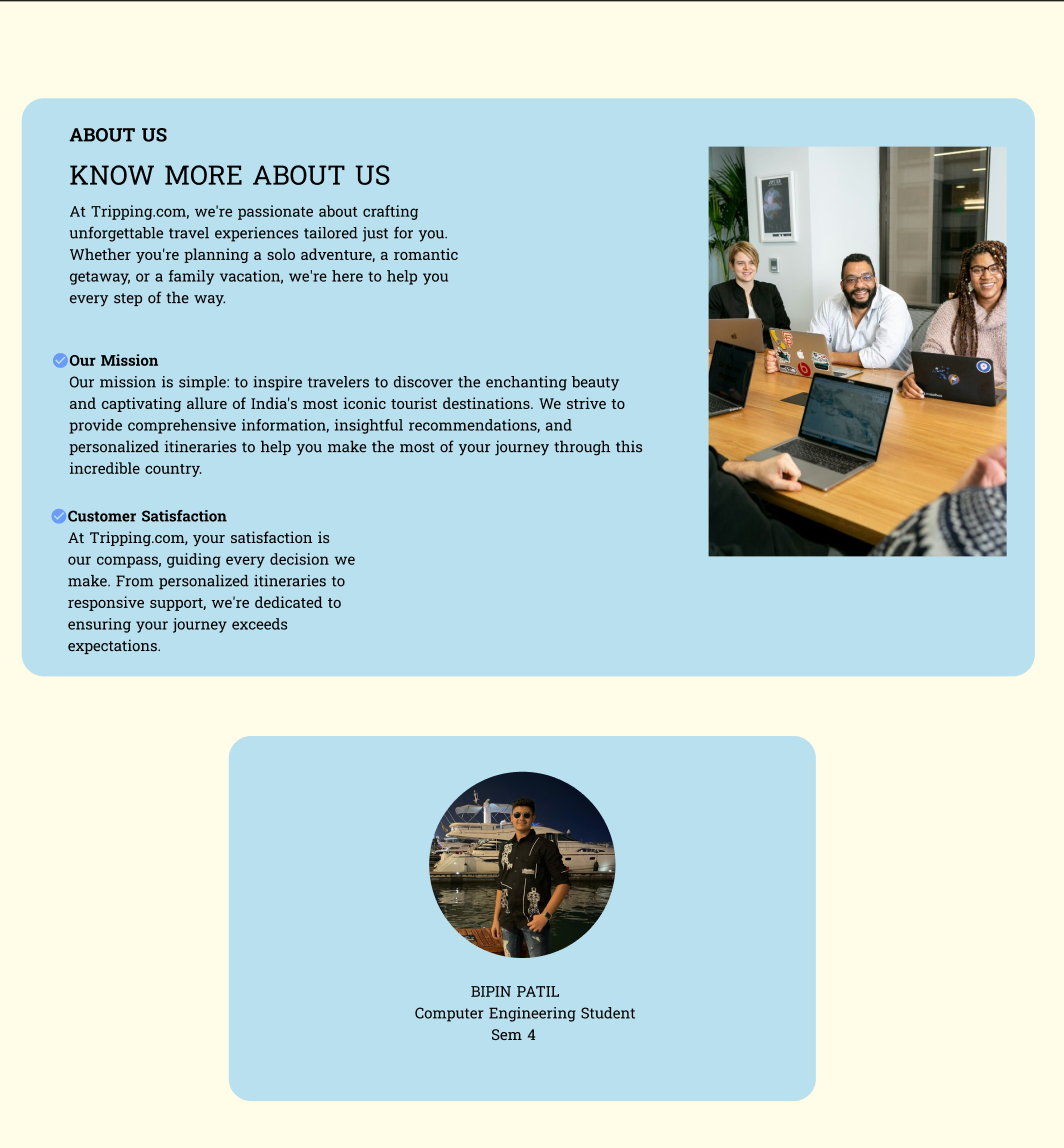 ABOUT US
KNOW MORE ABOUT US
At Tripping.com, we're passionate about crafting
unforgettable travel experiences tailored just for you.
Whether you're planning a solo adventure, a romantic
getaway, or a family vacation, we're here to help you
every step of the way.
Our Mission
Our mission is simple: to inspire travelers to discover the enchanting beauty
and captivating allure of India's most iconic tourist destinations. We strive to
provide comprehensive information, insightful recommendations, and
personalized itineraries to help you make the most of your journey through this
incredible country.
Customer Satisfaction
At Tripping.com, your satisfaction is
our compass, guiding every decision we
make. From personalized itineraries to
responsive support, we're dedicated to
ensuring your journey exceeds
expectations.
BIPIN PATIL
Computer Engineering Student
Sem 4